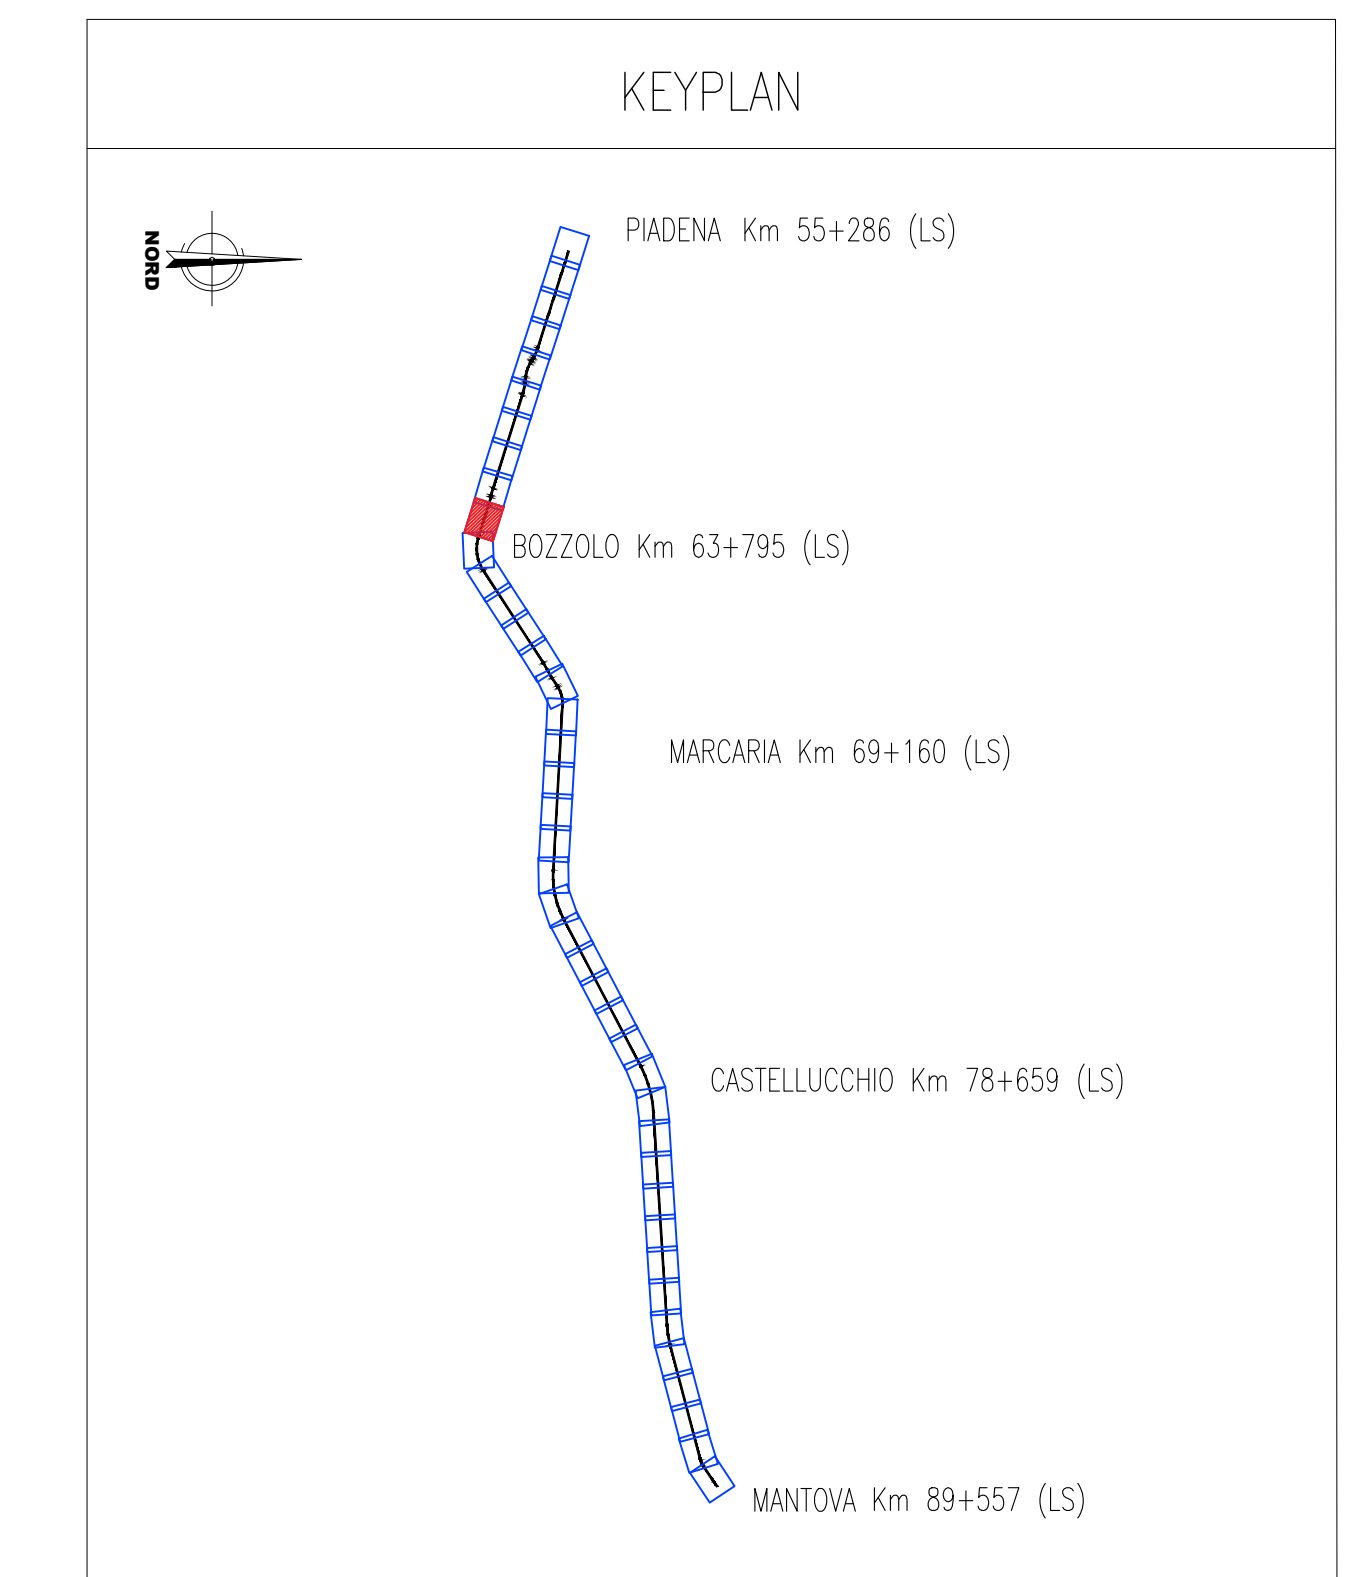 KEYPLAN
NORD
PIADENA Km 55+286 (LS)
BOZZOLO Km 63+795 (LS)
MARCARIA Km 69+160 (LS)
CASTELLUCCHIO Km 78+659 (LS)
MANTOVA Km 89+557 (LS)